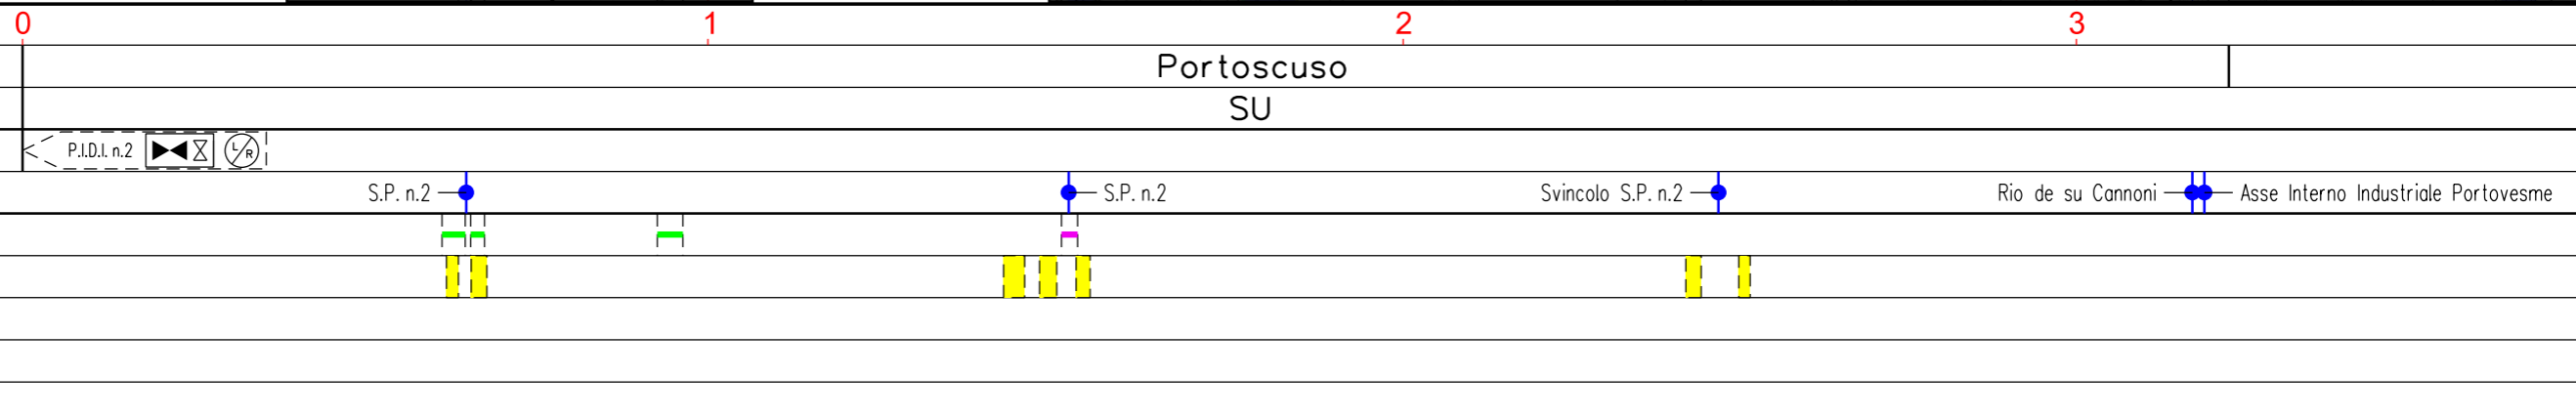 0 1 2 3
Portoscuso
SU
P.I.D.I. n.2 L/R
S.P. n.2 S.P. n.2 Svincolo S.P. n.2 Rio de su Cannoni Asse Interno Industriale Portovesme